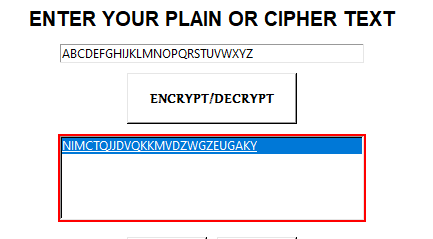 ENTER YOUR PLAIN OR CIPHER TEXT
ABCDEFGHIJKLMNOPQRSTUVWXYZ
ENCRYPT/DECRYPT
NIMCTQJJDVQKKMVDZWGZEUGAKY